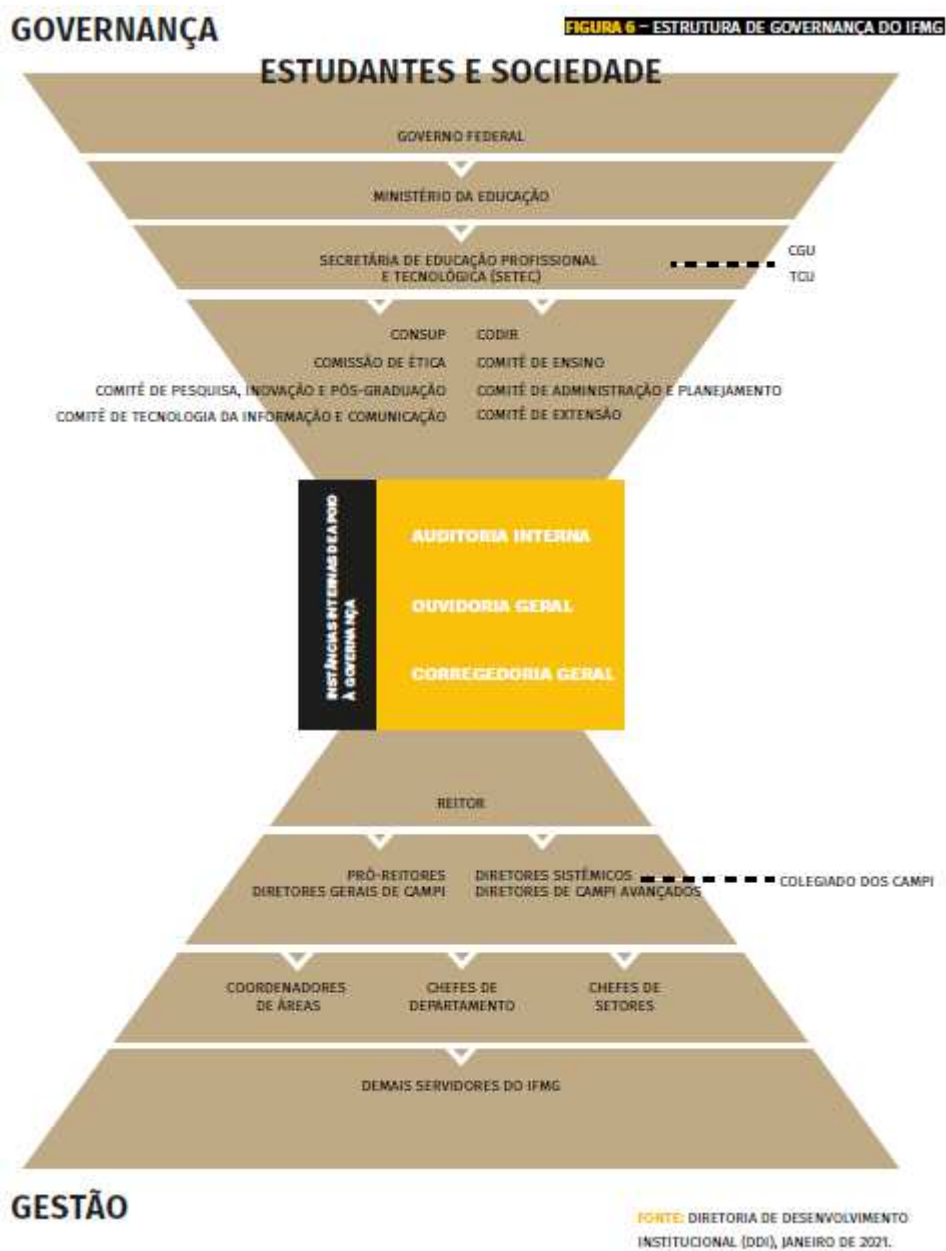 GOVERNANÇA
FIGURA 6 – ESTRUTURA DE GOVERNANÇA DO IFMG
ESTUDANTES E SOCIEDADE
GOVERNO FEDERAL
MINISTÉRIO DA EDUCAÇÃO
SECRETÁRIA DE EDUCAÇÃO PROFISSIONAL
E TECNOLÓGICA (SETEC)
CGU
TCU
CONSUP
COMISSÃO DE ÉTICA
COMITÊ DE PESQUISA, INOVAÇÃO E PÓS-GRADUAÇÃO
COMITÊ DE TECNOLOGIA DA INFORMAÇÃO E COMUNICAÇÃO
CODIR
COMITÊ DE ENSINO
COMITÊ DE ADMINISTRAÇÃO E PLANEJAMENTO
COMITÊ DE EXTENSÃO
INSTÂNCIAS INTERNAS DE APOIO
À GOVERNANÇA
AUDITORIA INTERNA
OUVIDORIA GERAL
CORREGEDORIA GERAL
REITOR
PRÓ-REITORES
DIRETORES GERAIS DE CAMPI
DIRETORES SISTÊMICOS
DIRETORES DE CAMPI AVANÇADOS
COLEGIADO DOS CAMPI
COORDENADORES
DE ÁREAS
CHEFES DE
DEPARTAMENTO
CHEFES DE
SETORES
DEMAIS SERVIDORES DO IFMG
GESTÃO
FONTE: DIRETORIA DE DESENVOLVIMENTO
INSTITUCIONAL (DDI), JANEIRO DE 2021.